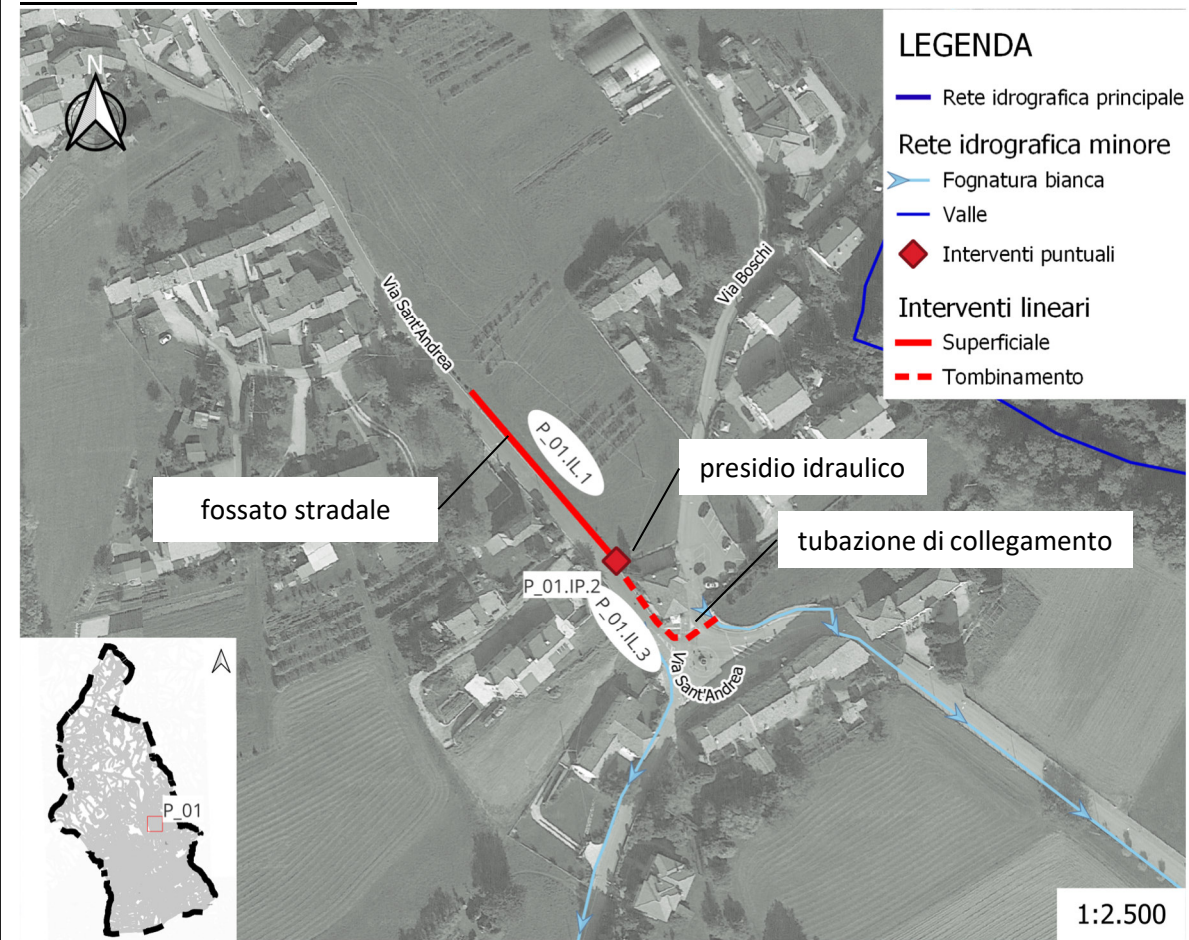 N
LEGENDA
Rete idrografica principale
Rete idrografica minore
Fognatura bianca
Valle
Interventi puntuali
Interventi lineari
Superficiale
Tombinamento
Via Sant'Andrea
Via Boschi
P_01.IL.1
presidio idraulico
fossato stradale
tubazione di collegamento
P_01.IP.2
P_01.IL.3
Via Sant'Andrea
P_01
1:2.500